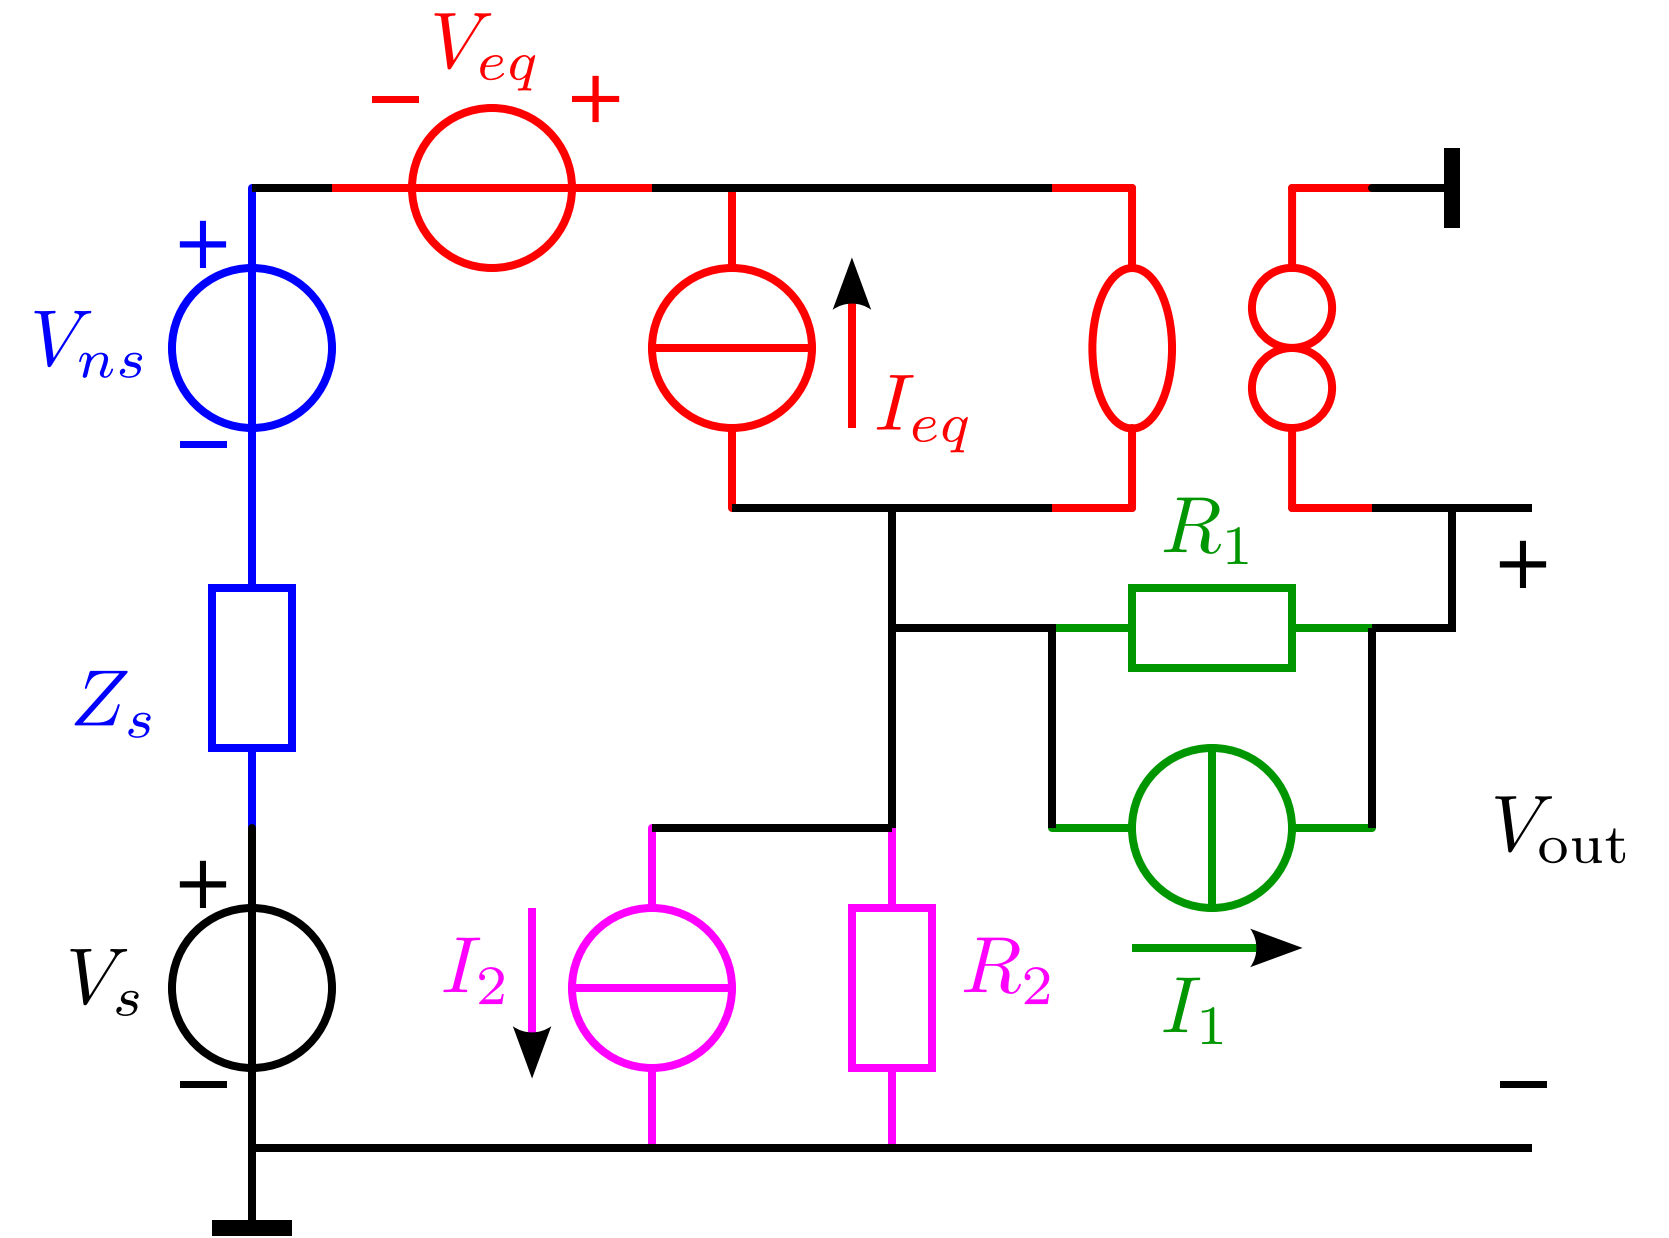 V_eq
− +
+
V_ns
−
I_eq
R_1
+
Z_s
+
V_s
−
I_2
R_2
I_1
V_out
−